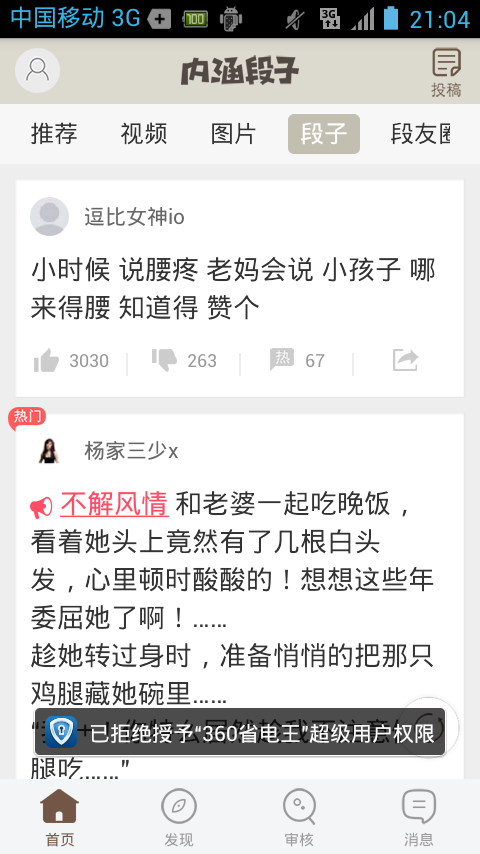 中国移动 3G 100 3G 21:04
内涵段子
投稿
推荐 视频 图片 段子 段友圈
逗比女神io
小时候 说腰疼 老妈会说 小孩子 哪
来得腰 知道得 赞个
3030 263 热 67
热门
杨家三少x
不解风情 和老婆一起吃晚饭，
看着她头上竟然有了几根白头
发，心里顿时酸酸的！想想这些年
委屈她了啊！......
趁她转过身时，准备悄悄的把那只
鸡腿藏她碗里......
已拒绝授予“360省电王”超级用户权限
腿吃......”
首页 发现 审核 消息